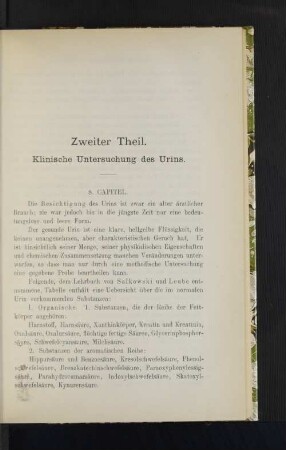 Zweiter Theil.
Klinische Untersuchung des Urins.
8. CAPITEL.
Die Besichtigung des Urins ist zwar ein alter ärztlicher
Brauch, sie war jedoch bis in die jüngste Zeit nur eine bedeu-
tungslose und leere Form.
Der gesunde Urin ist eine klare, hellgelbe Flüssigkeit, die
keinen unangenehmen, aber charakteristischen Geruch hat. Er
ist hinsichtlich seiner Menge, seiner physikalischen Eigenschaften
und chemischen Zusammensetzung manchen Veränderungen unter-
worfen, so dass man nur durch eine methodische Untersuchung
eine gegebene Probe beurtheilen kann.
Folgende, dem Lehrbuch von Salkowski und Leube ent-
nommene, Tabelle enthält eine Uebersicht über die im normalen
Urin vorkommenden Substanzen:
I. Organische. 1. Substanzen, die der Reihe der Fett-
körper angehören:
Harnstoff, Harnsäure, Xanthinkörper, Kreatin und Kreatinin,
Oxalsäure, Oxalursäure, flüchtige fettige Säuren, Glycerinphosphor-
säure, Schwefelcyansäure, Milchsäure.
2. Substanzen der aromatischen Reihe:
Hippursäure und Benzoesäure, Kresolschwefelsäure, Phenol-
schwefelsäure, Brenzkatechinschwefelsäure, Paroxyphenylessig-
säure, Parahydrocumarsäure, Indoxylschwefelsäure, Skatoxyl-
schwefelsäure, Kynurensäure.